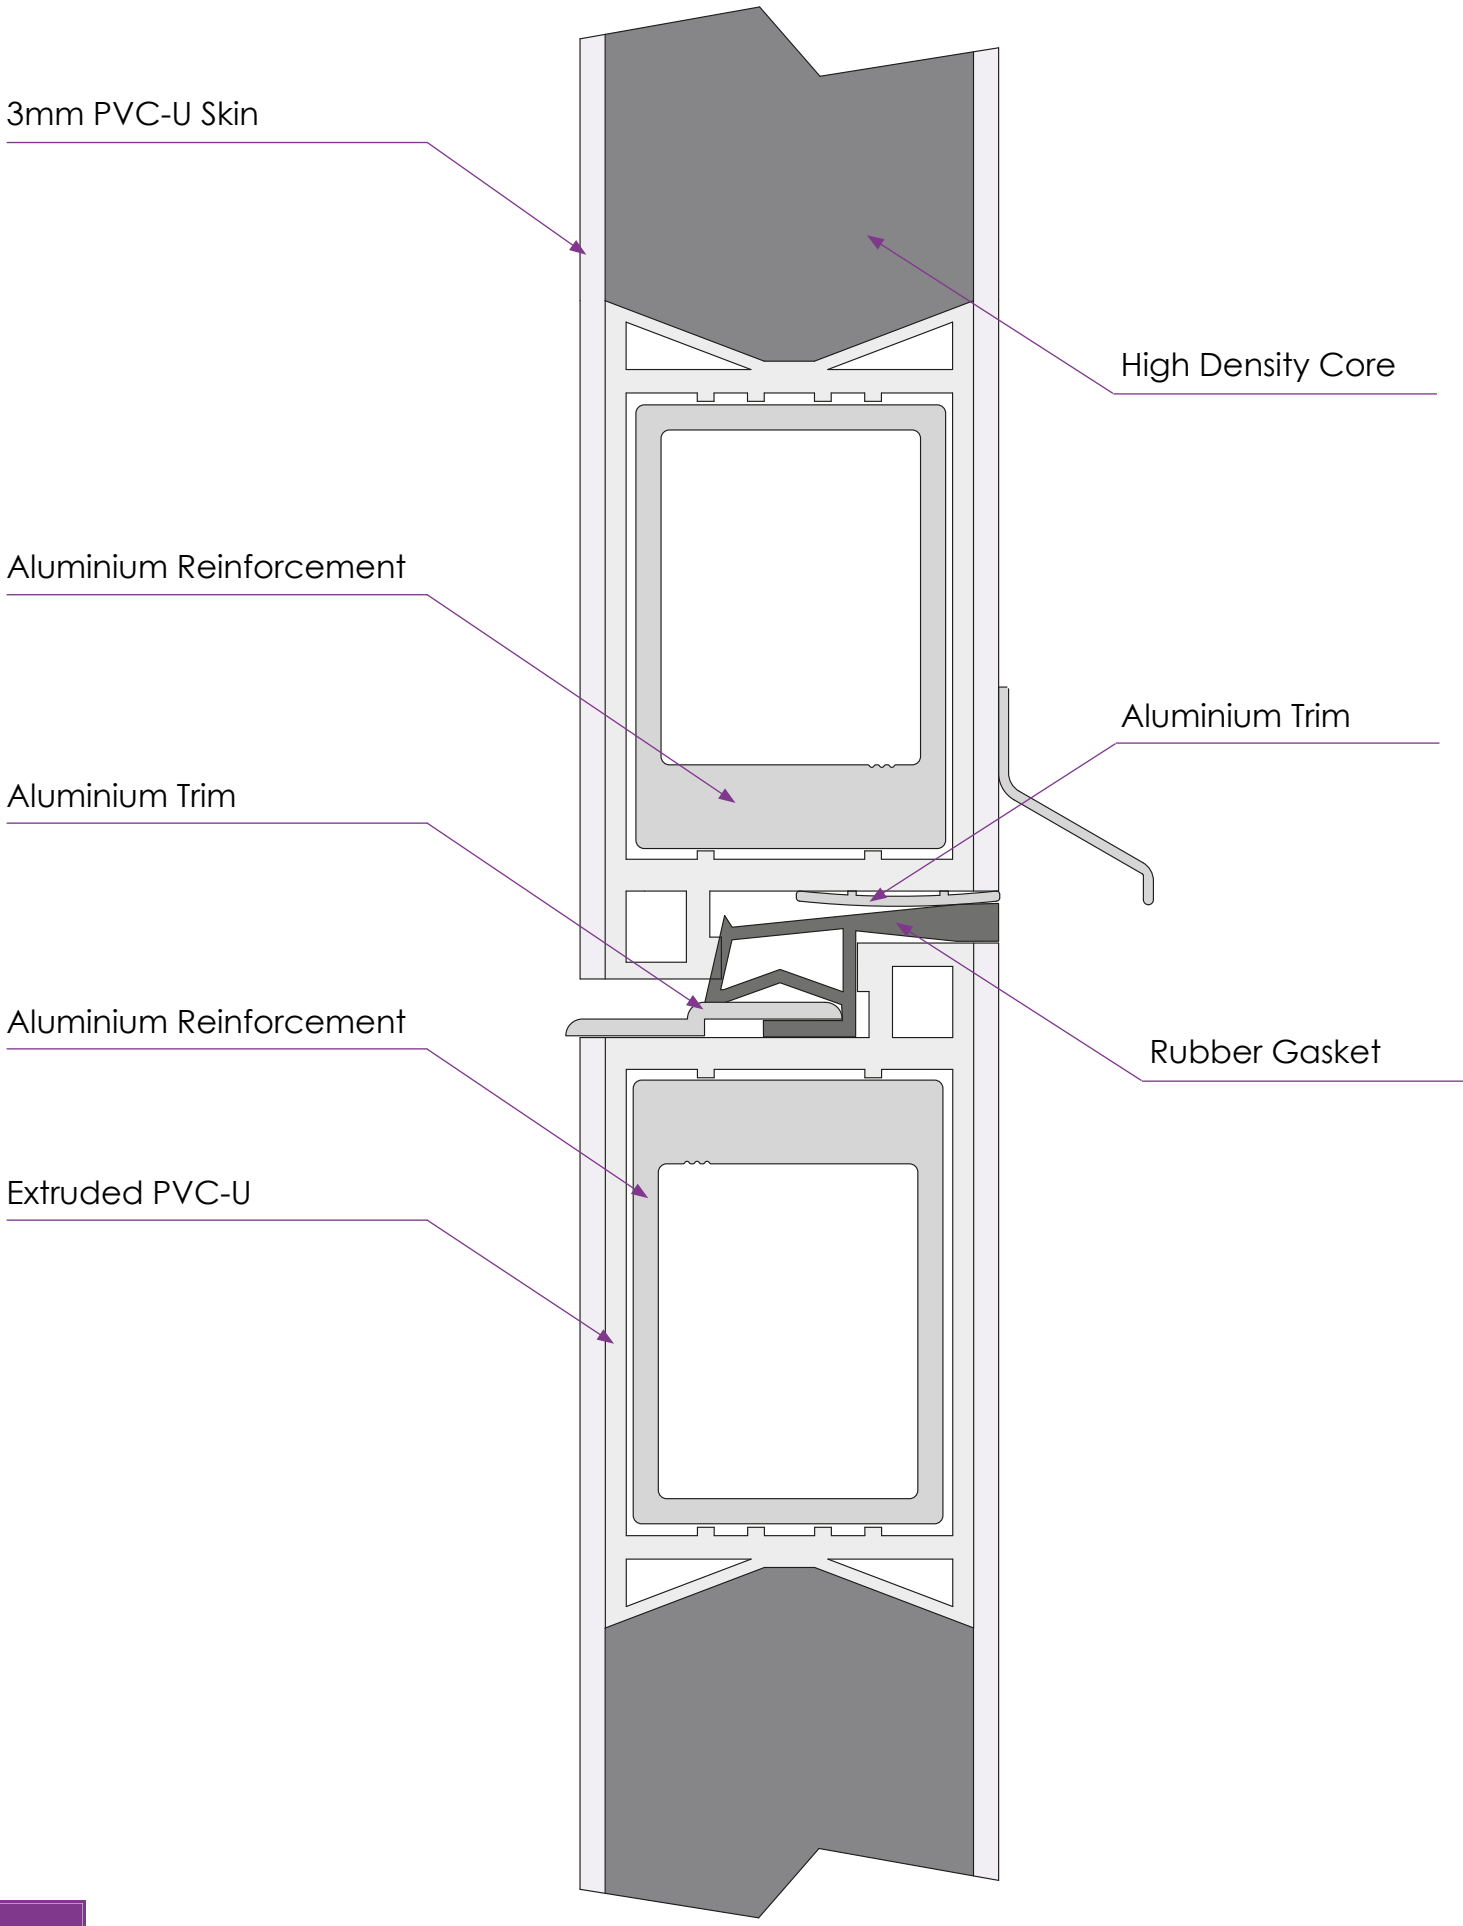 3mm PVC-U Skin
High Density Core
Aluminium Reinforcement
Aluminium Trim
Aluminium Trim
Aluminium Reinforcement
Rubber Gasket
Extruded PVC-U